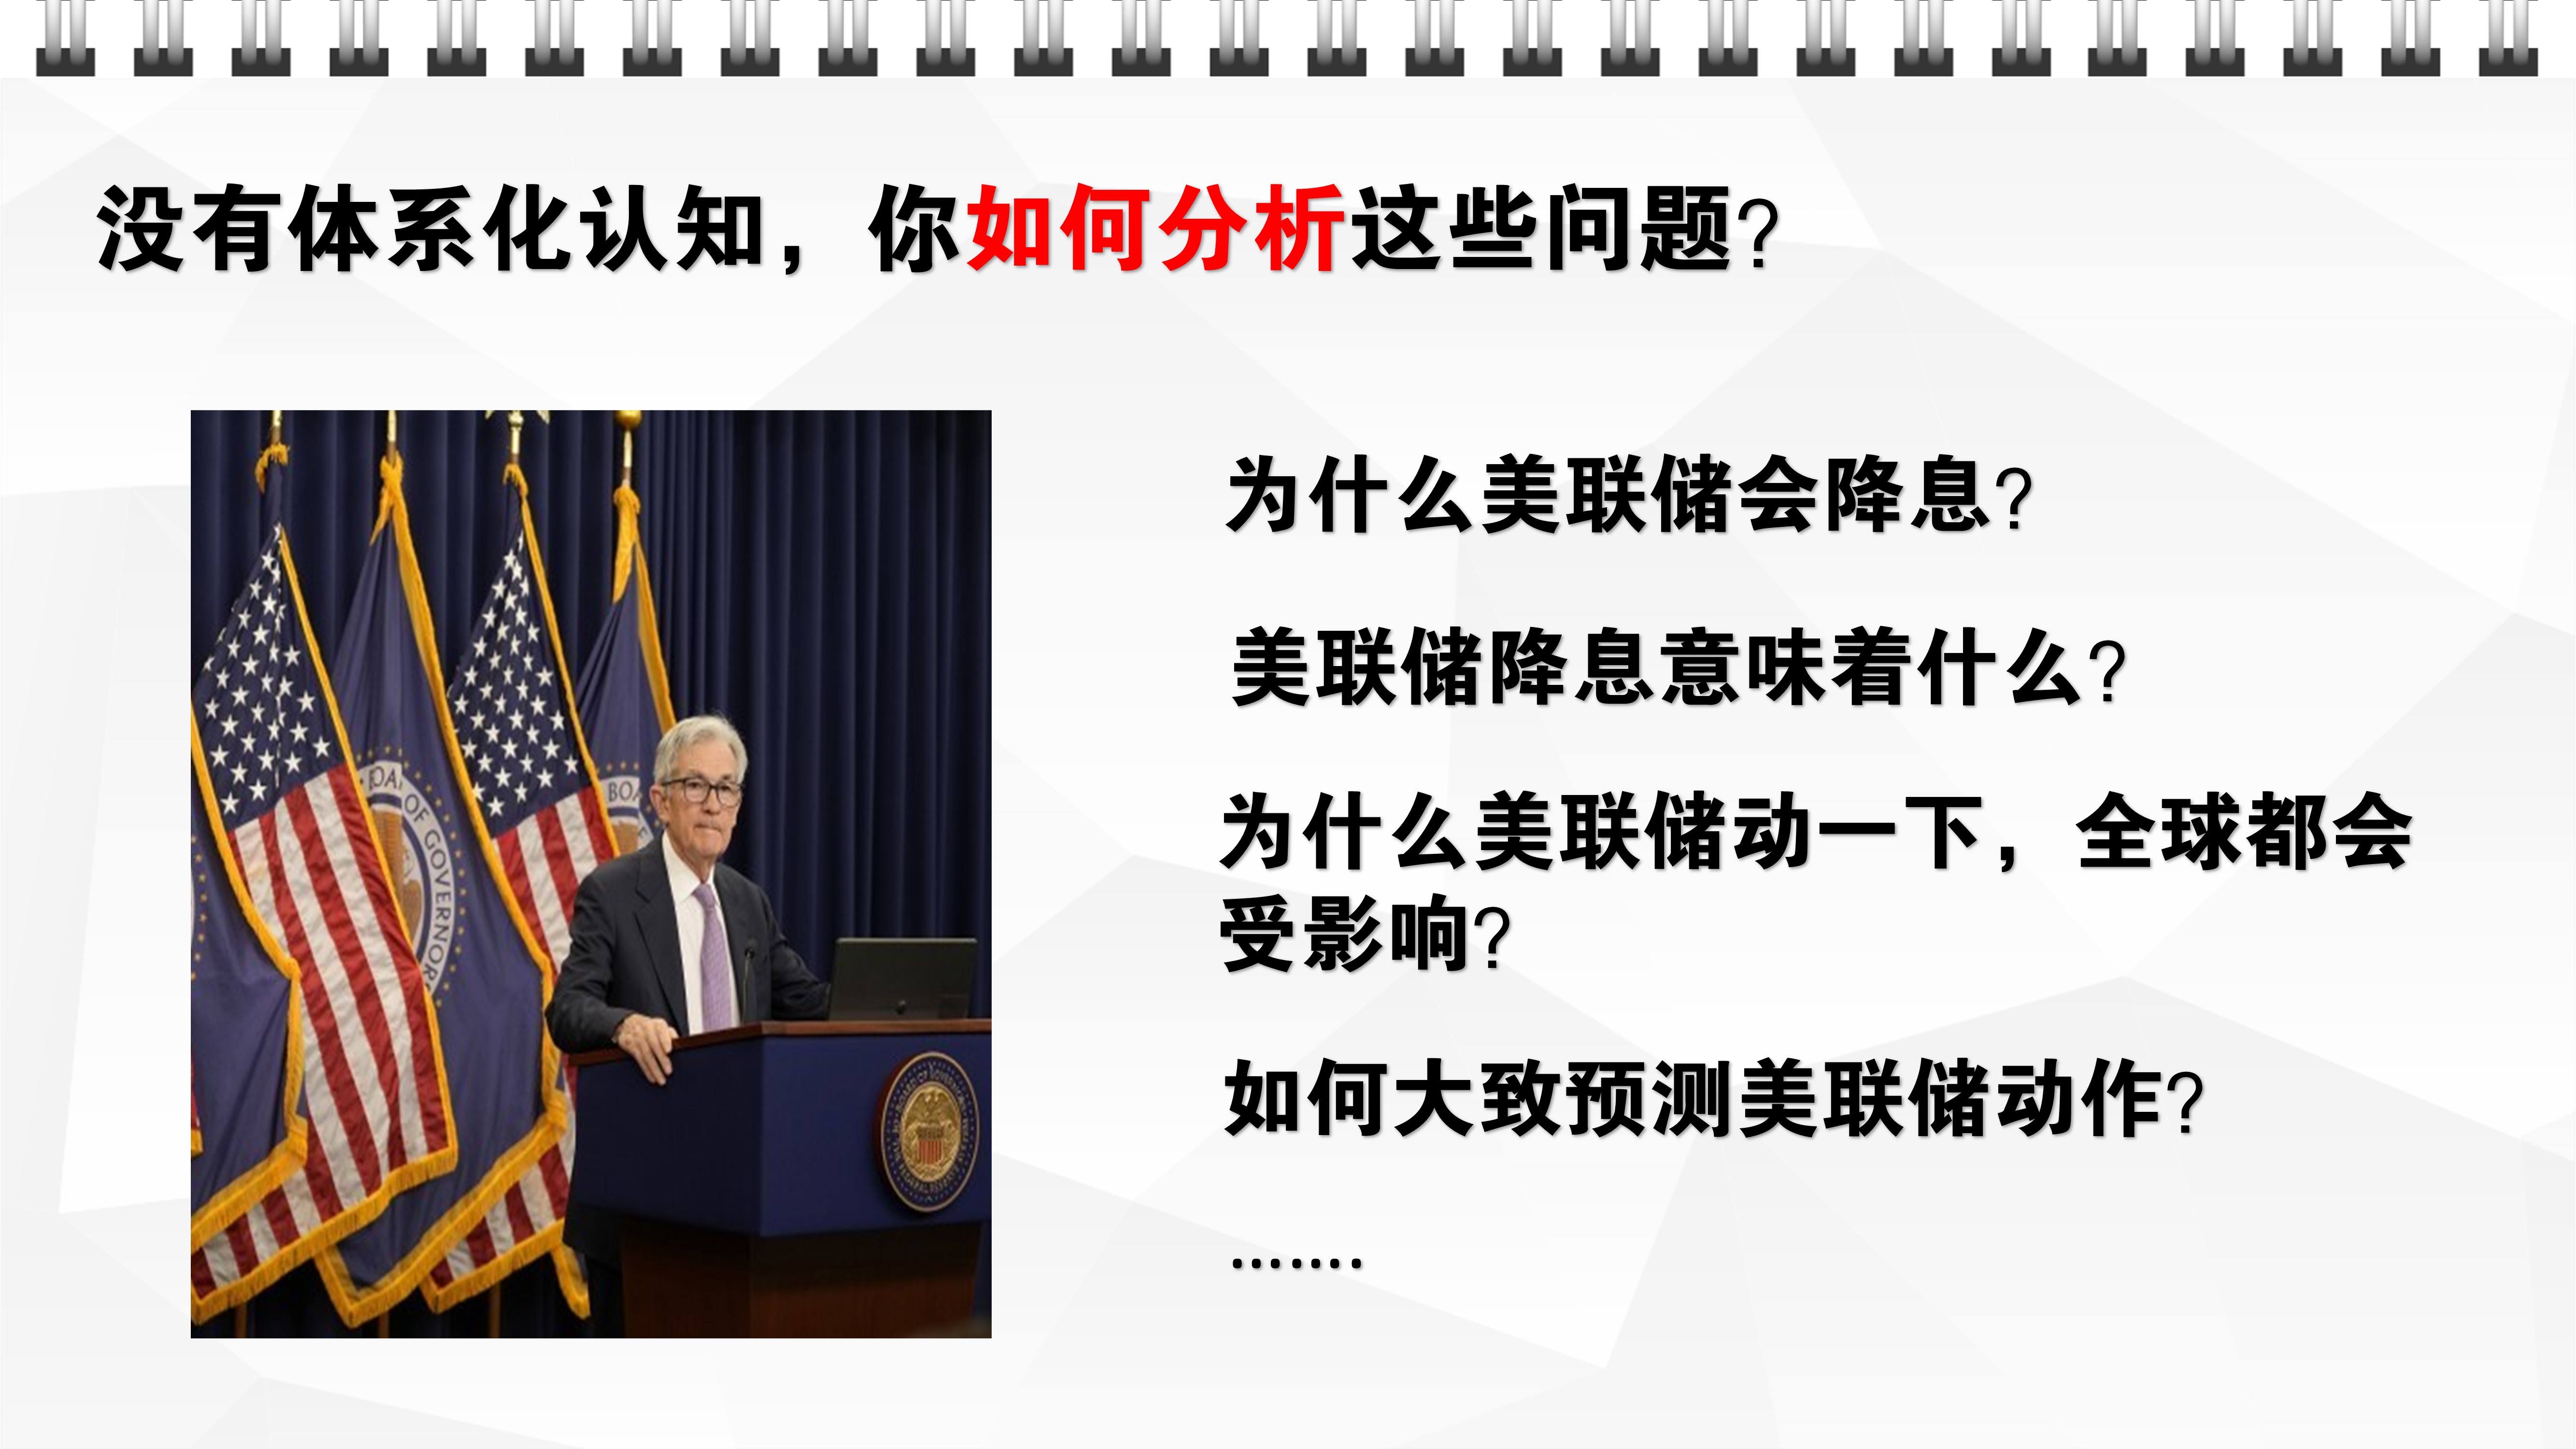 没有体系化认知，你如何分析这些问题?
为什么美联储会降息?
美联储降息意味着什么?
为什么美联储动一下，全球都会
受影响?
如何大致预测美联储动作?
.......
BOA
OF GOVERNORS
BOA